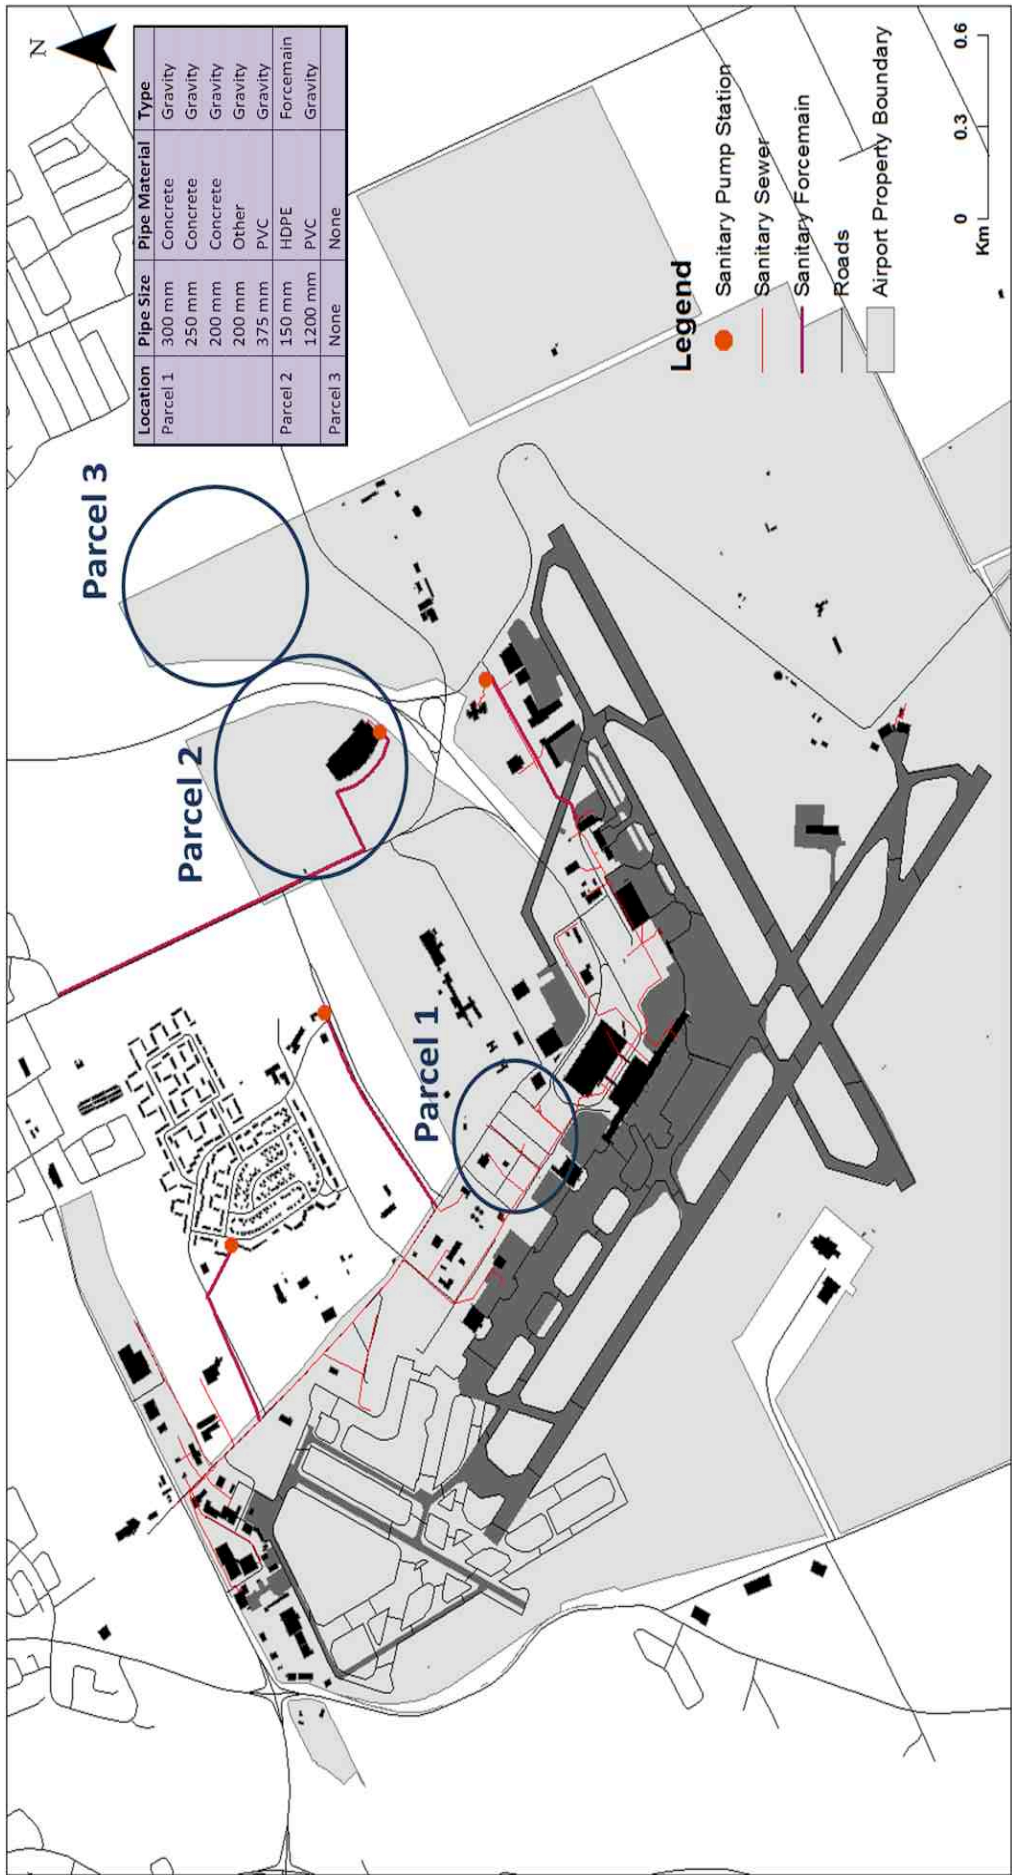 N
Location Pipe Size Pipe Material Type
Parcel 1 300 mm Concrete Gravity
250 mm Concrete Gravity
200 mm Concrete Gravity
200 mm Other Gravity
375 mm PVC Gravity
Parcel 2 150 mm HDPE Forcemain
1200 mm PVC Gravity
Parcel 3 None None
Parcel 3
Parcel 2
Parcel 1
Legend
Sanitary Pump Station
Sanitary Sewer
Sanitary Forcemain
Roads
Airport Property Boundary
0 0.3 0.6
Km